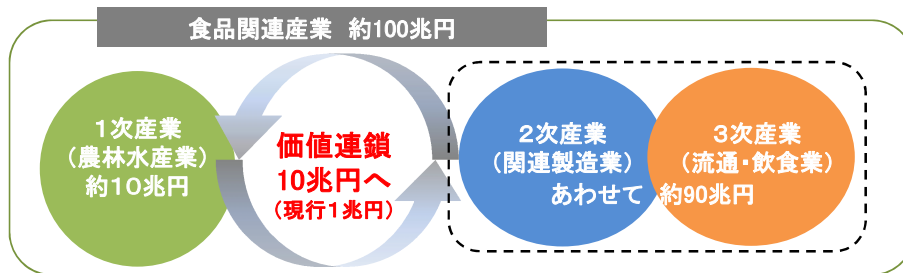 食品関連産業 約100兆円
1次産業
(農林水産業)
約10兆円
価値連鎖
10兆円へ
(現行1兆円)
2次産業
(関連製造業)
3次産業
(流通・飲食業)
あわせて 約90兆円